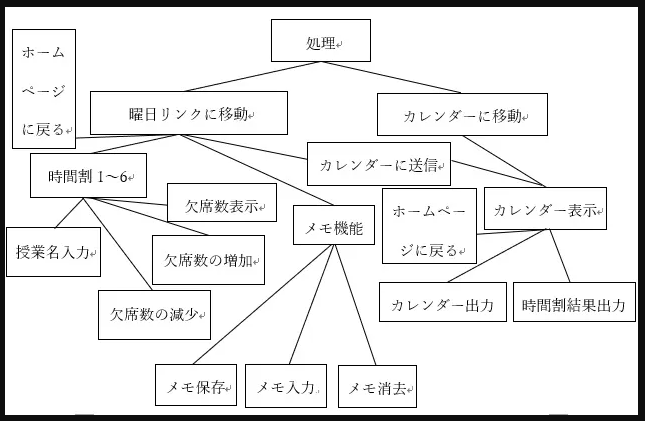 処理
ホーム
ページ
に戻る
曜日リンクに移動
カレンダーに移動
時間割 1～6
カレンダーに送信
欠席数表示
メモ機能
ホームペー
ジに戻る
カレンダー表示
授業名入力
欠席数の増加
欠席数の減少
カレンダー出力
時間割結果出力
メモ保存
メモ入力
メモ消去